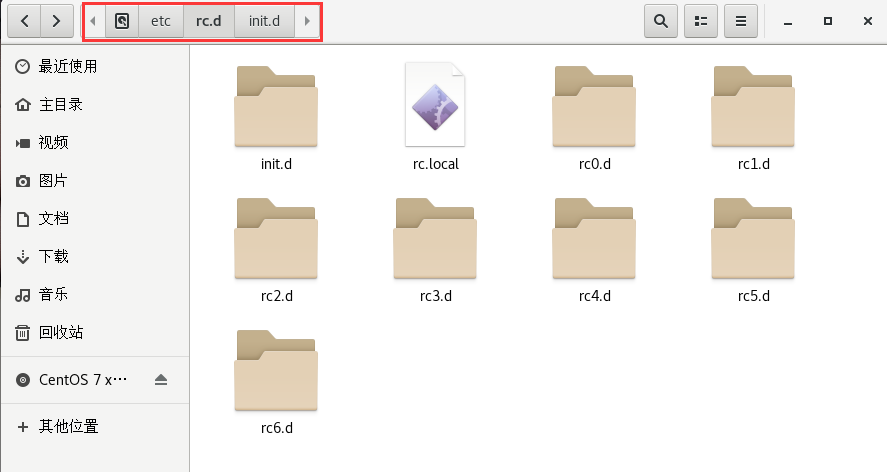 etc rc.d init.d
最近使用
主目录
视频
图片
文档
下载
音乐
回收站
CentOS 7 x···
其他位置
init.d rc.local rc0.d rc1.d
rc2.d rc3.d rc4.d rc5.d
rc6.d